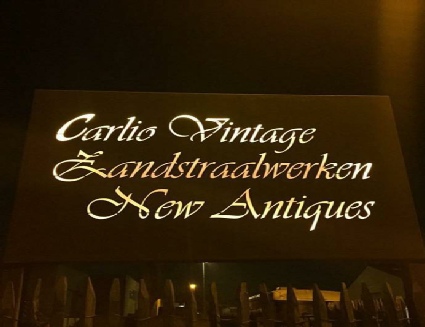 Carlio Vintage
Zandstraalwerken
New Antiques